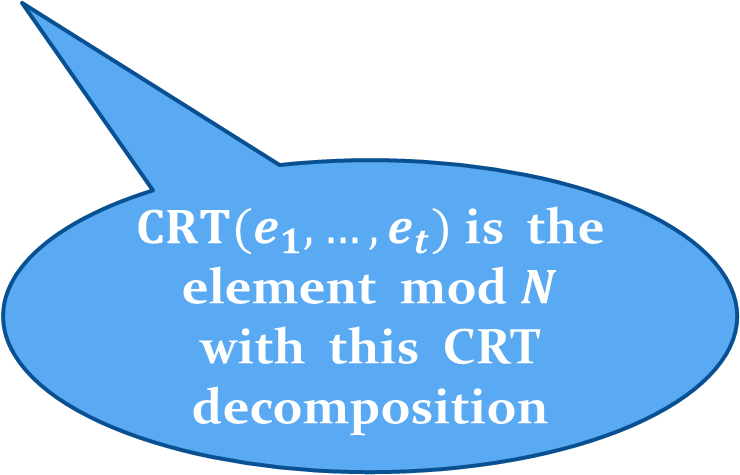 CRT(e₁, … , eₜ) is the
element mod N
with this CRT
decomposition